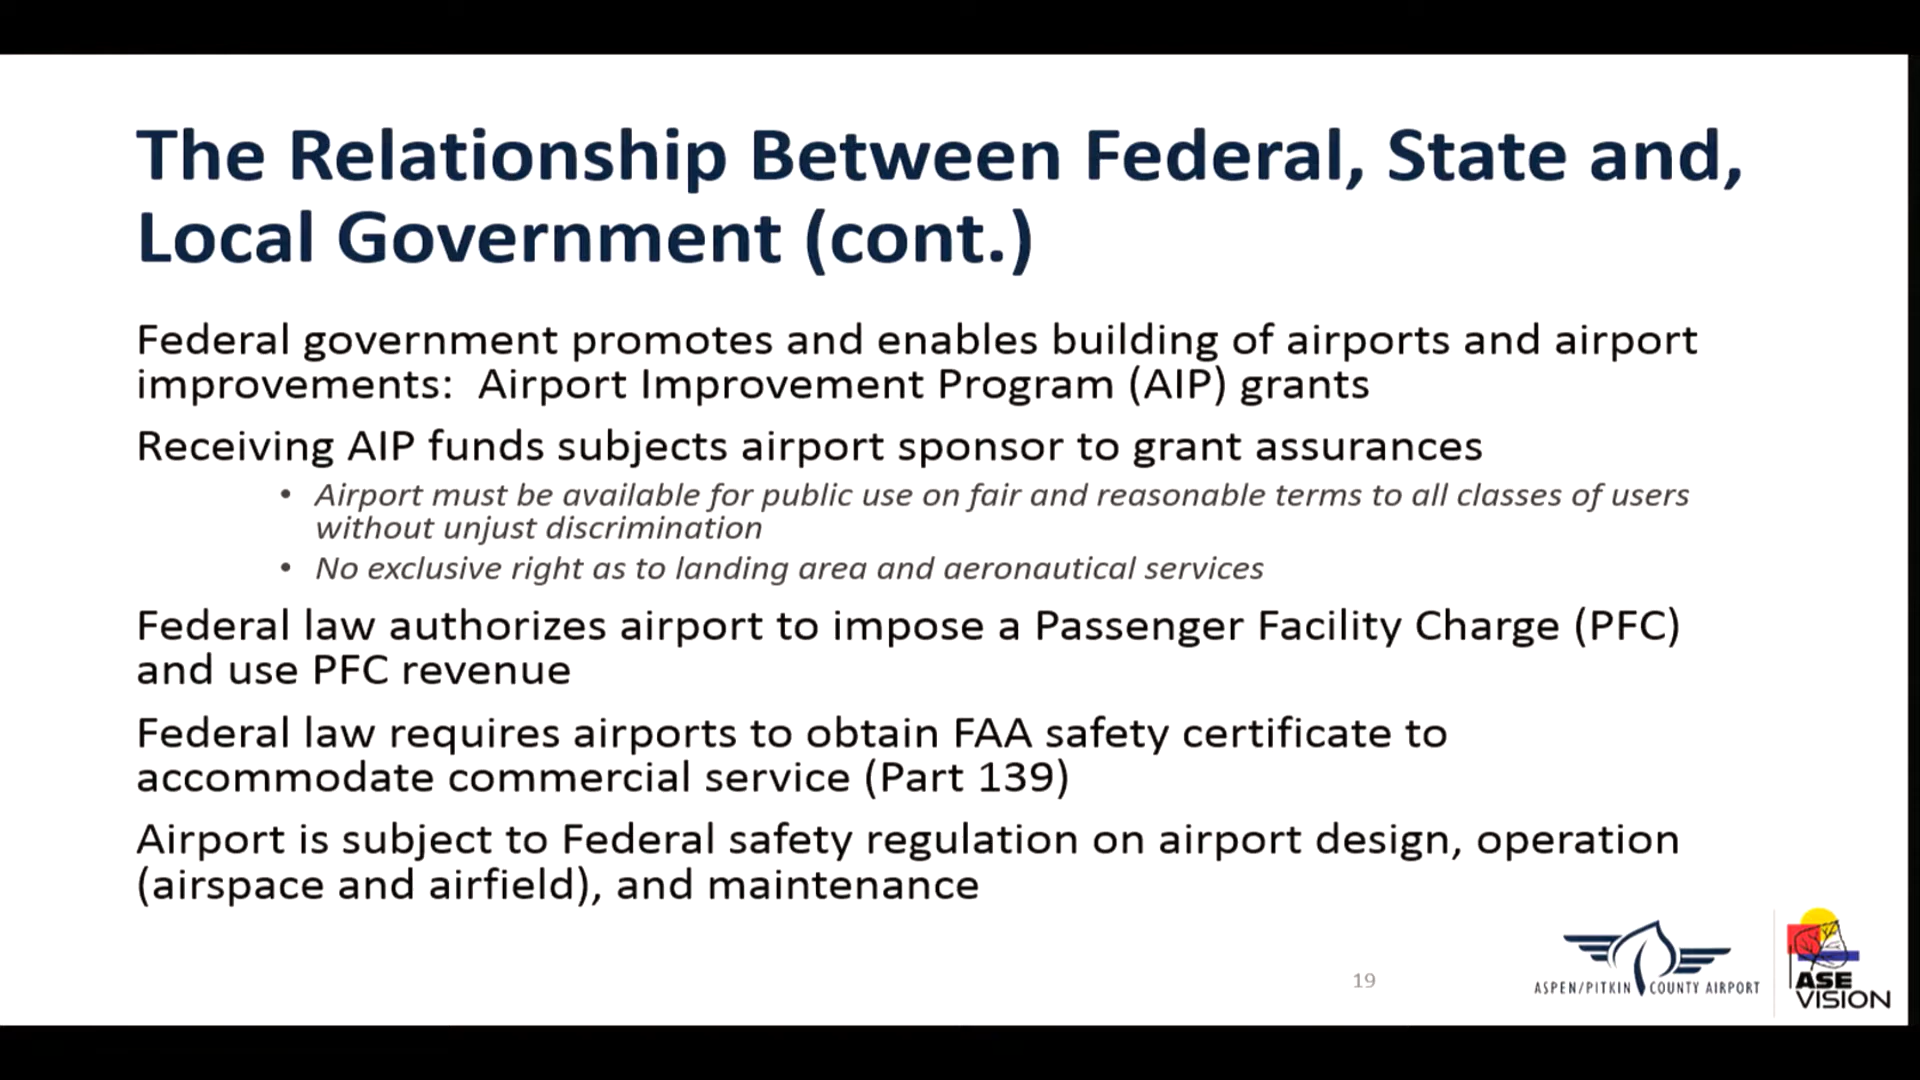 The Relationship Between Federal, State and,
Local Government (cont.)
Federal government promotes and enables building of airports and airport
improvements:  Airport Improvement Program (AIP) grants
Receiving AIP funds subjects airport sponsor to grant assurances
• Airport must be available for public use on fair and reasonable terms to all classes of users
without unjust discrimination
• No exclusive right as to landing area and aeronautical services
Federal law authorizes airport to impose a Passenger Facility Charge (PFC)
and use PFC revenue
Federal law requires airports to obtain FAA safety certificate to
accommodate commercial service (Part 139)
Airport is subject to Federal safety regulation on airport design, operation
(airspace and airfield), and maintenance
19
ASPEN/PITKIN COUNTY AIRPORT
ASE
VISION